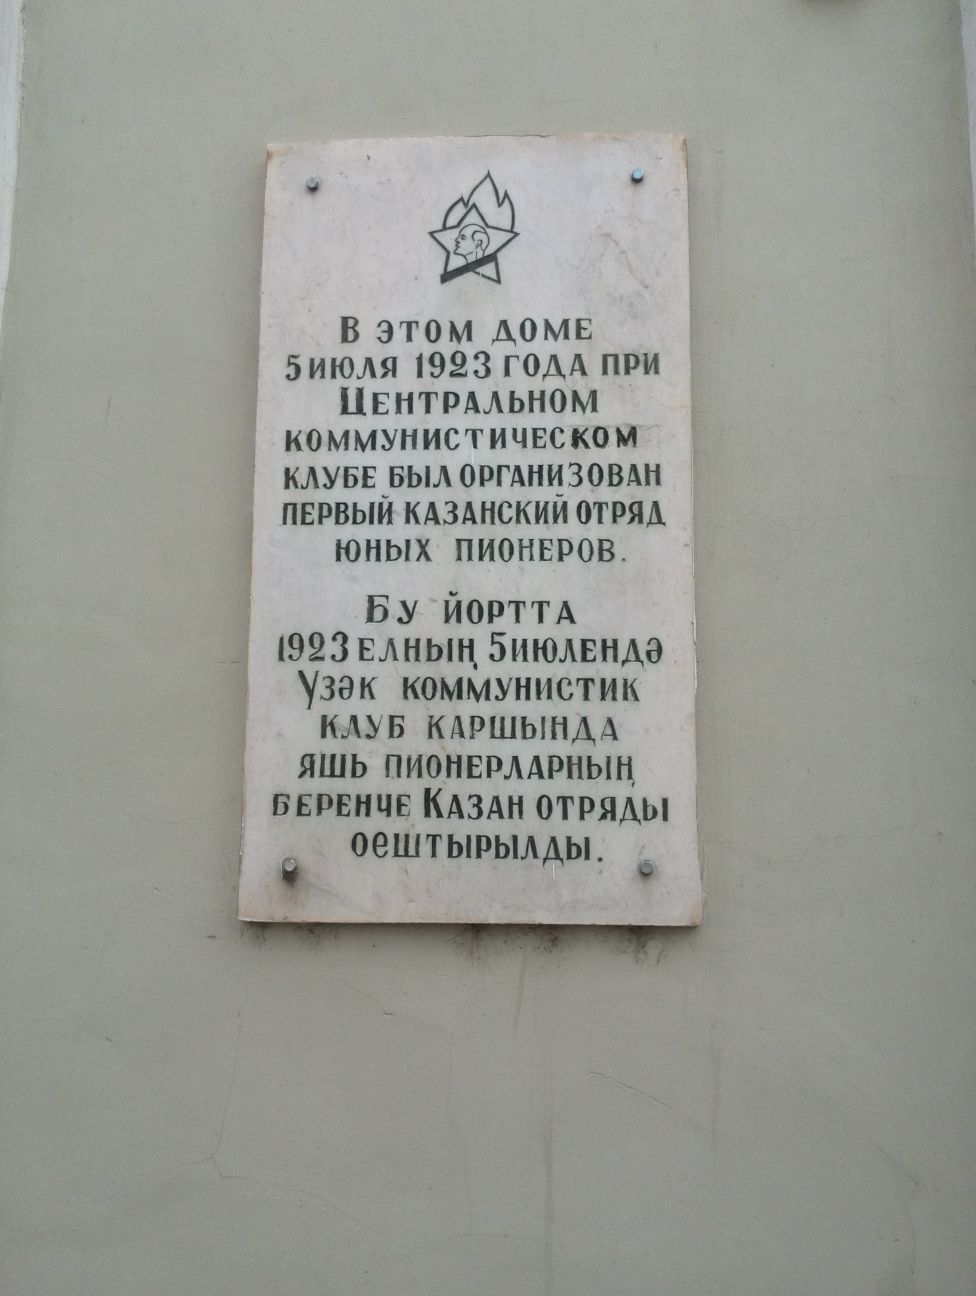 В ЭТОМ ДОМЕ
5 ИЮЛЯ 1923 ГОДА ПРИ
ЦЕНТРАЛЬНОМ
КОММУНИСТИЧЕСКОМ
КЛУБЕ БЫЛ ОРГАНИЗОВАН
ПЕРВЫЙ КАЗАНСКИЙ ОТРЯД
ЮНЫХ ПИОНЕРОВ.
БУ ЙОРТТА
1923 ЕЛНЫҢ 5 ИЮЛЕНДӘ
УЗӘК КОММУНИСТИК
КЛУБ КАРШЫНДА
ЯШЬ ПИОНЕРЛАРНЫҢ
БЕРЕНЧЕ КАЗАН ОТРЯДЫ
ОЕШТЫРЫЛДЫ.